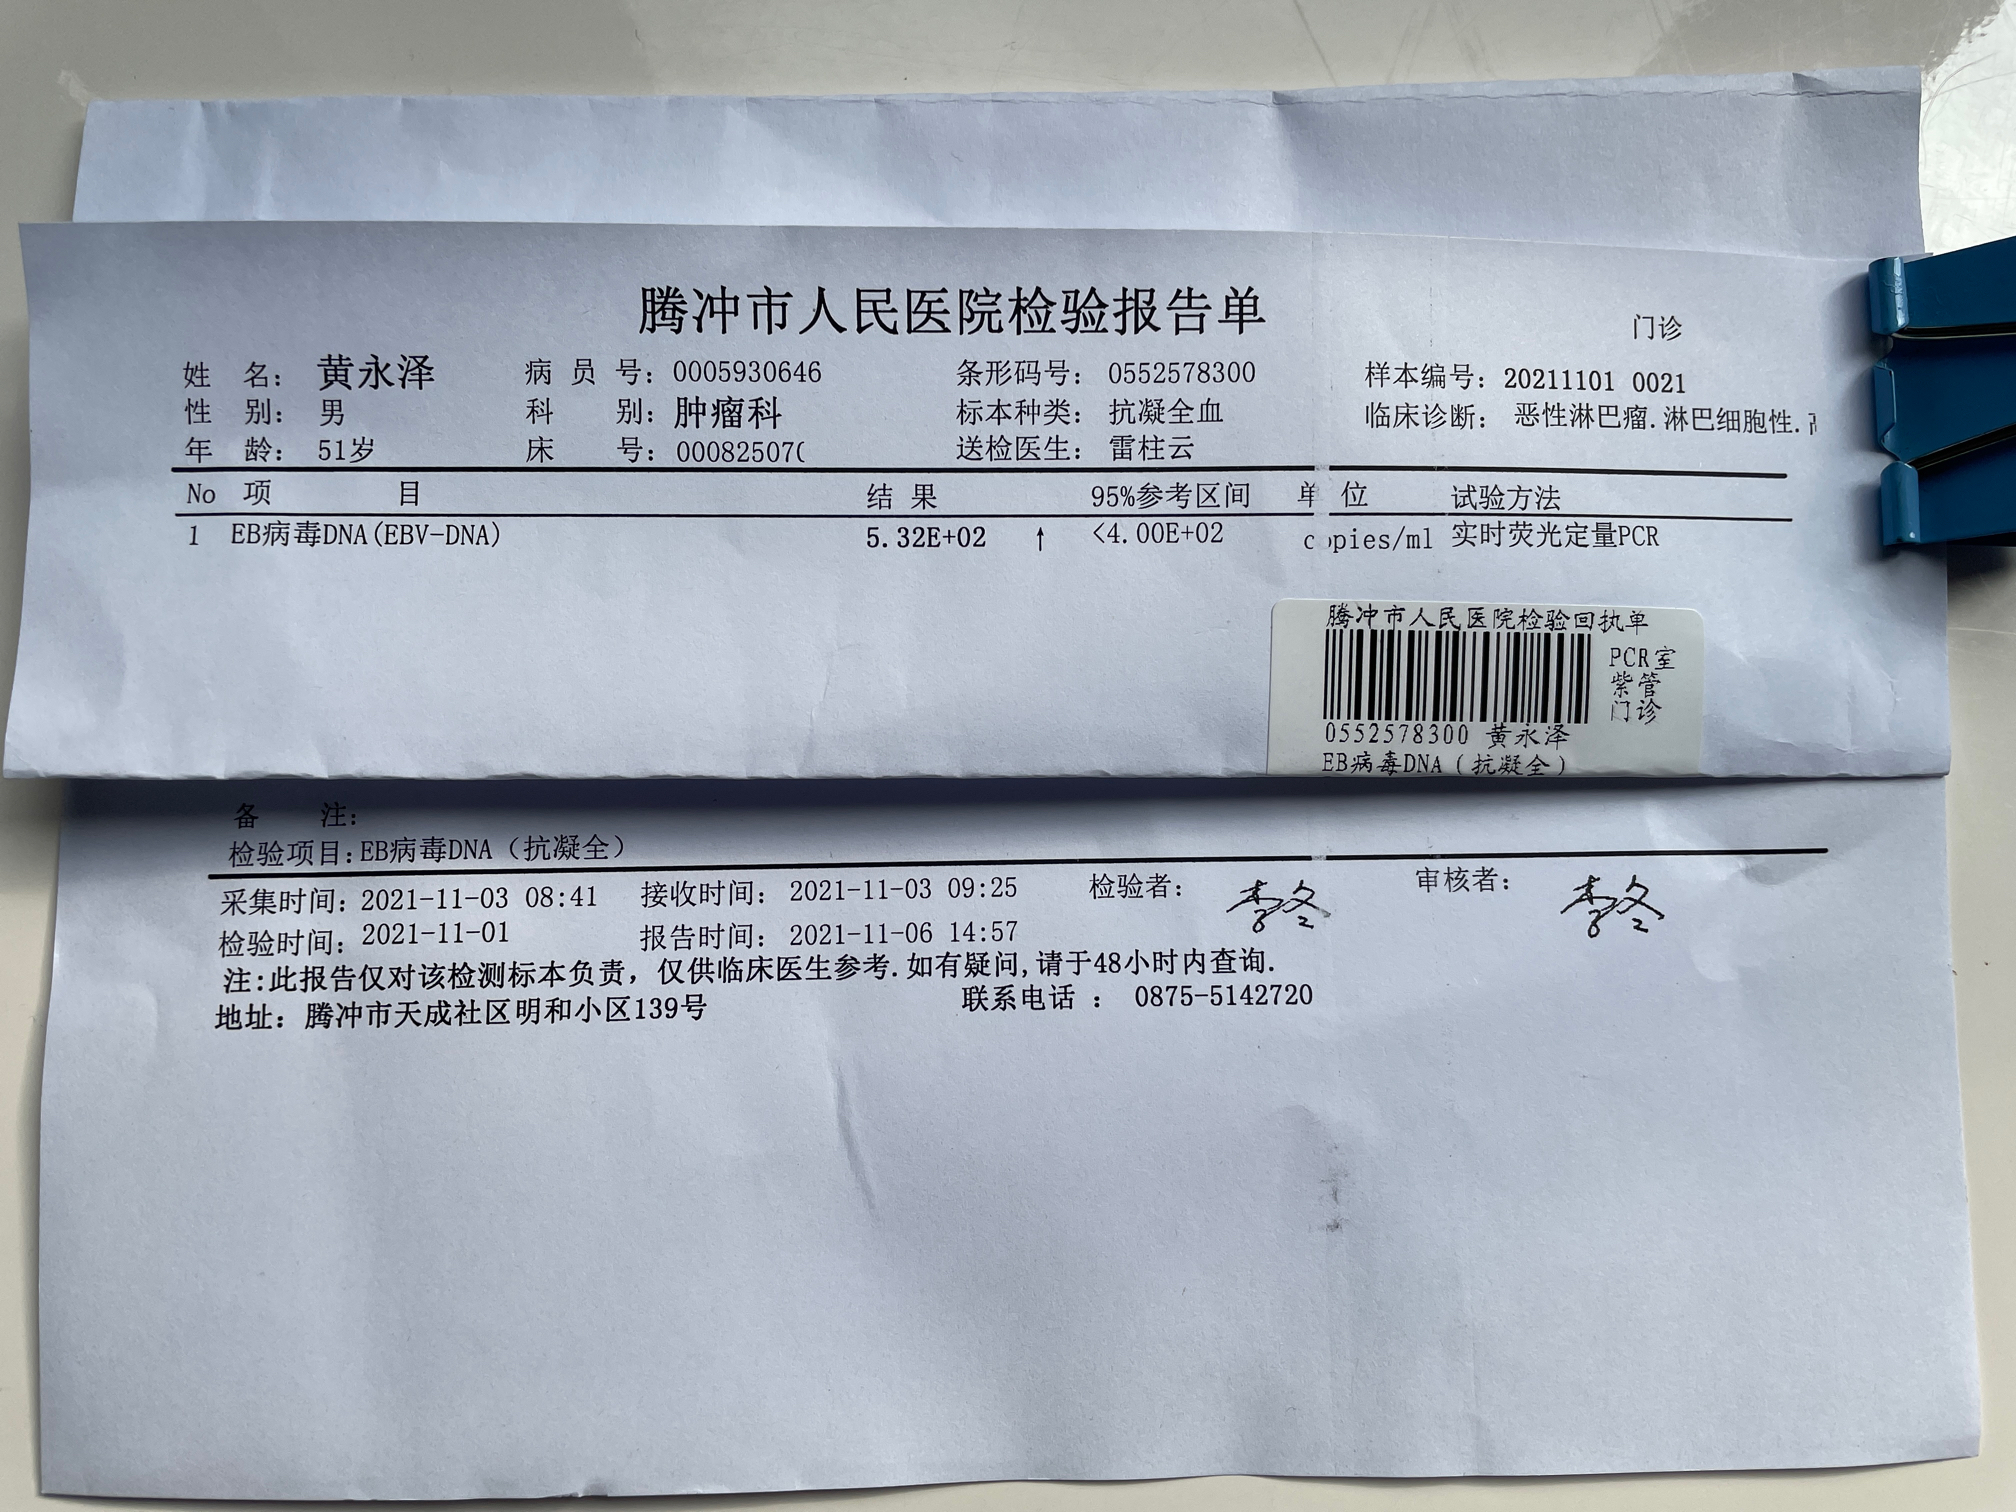 腾冲市人民医院检验报告单
门诊
姓 名： 黄永泽 病 员 号： 0005930646 条形码号： 0552578300 样本编号： 20211101 0021
性 别： 男 科 别： 肿瘤科 标本种类： 抗凝全血 临床诊断： 恶性淋巴瘤.淋巴细胞性.
年 龄： 51岁 床 号： 00082507 送检医生： 雷柱云
No 项 目 结 果 95%参考区间 单 位 试验方法
1 EB病毒DNA(EBV-DNA) 5.32E+02 ↑ <4.00E+02 copies/ml 实时荧光定量PCR
腾冲市人民医院检验回执单
PCR室
紫管
门诊
0552578300 黄永泽
EB病毒DNA（抗凝全）
备 注：
检验项目：EB病毒DNA（抗凝全）
采集时间：2021-11-03 08:41 接收时间： 2021-11-03 09:25 检验者： 李冬 审核者： 李冬
检验时间：2021-11-01 报告时间： 2021-11-06 14:57
注:此报告仅对该检测标本负责，仅供临床医生参考.如有疑问,请于48小时内查询.
地址：腾冲市天成社区明和小区139号 联系电话 ： 0875-5142720